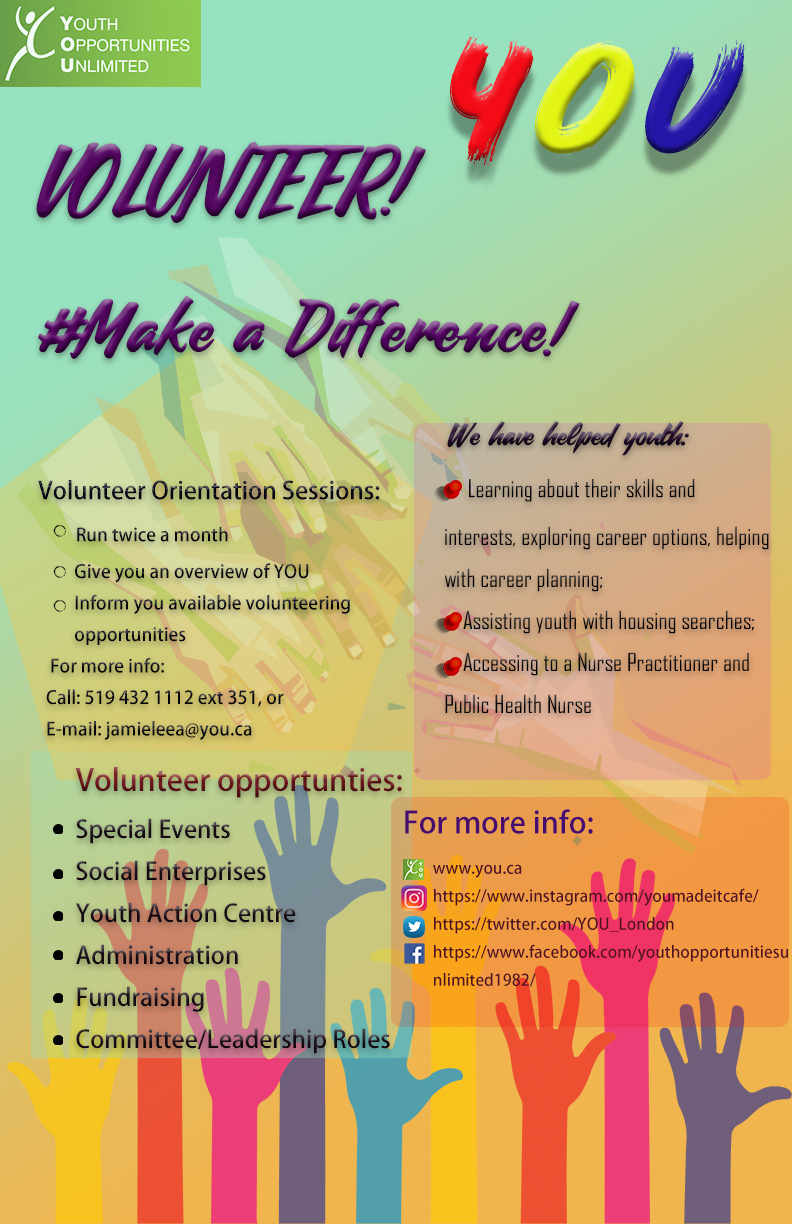 YOUTH
OPPORTUNITIES
UNLIMITED
YOU
VOLUNTEER!
#Make a Difference!
We have helped youth:
Learning about their skills and
interests, exploring career options, helping
with career planning;
Assisting youth with housing searches;
Accessing to a Nurse Practitioner and
Public Health Nurse
Volunteer Orientation Sessions:
Run twice a month
Give you an overview of YOU
Inform you available volunteering
opportunities
For more info:
Call: 519 432 1112 ext 351, or
E-mail: jamieleea@you.ca
Volunteer opportunties:
Special Events
Social Enterprises
Youth Action Centre
Administration
Fundraising
Committee/Leadership Roles
For more info:
www.you.ca
https://www.instagram.com/youmadeitcafe/
https://twitter.com/YOU_London
https://www.facebook.com/youthopportunitiesu
nlimited1982/